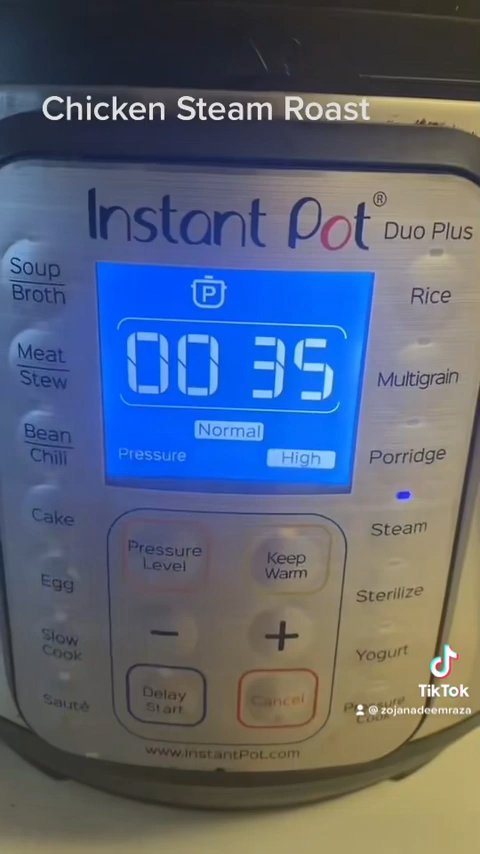 Chicken Steam Roast
Instant Pot® Duo Plus
Soup
Broth
Meat
Stew
Bean
Chili
Cake
Egg
Slow
Cook
Sauté
P
00 35
Normal
Pressure High
Pressure
Level
Keep
Warm
− +
Delay
Start
Cancel
Rice
Multigrain
Porridge
Steam
Sterilize
Yogurt
Pressure
Cook
www.InstantPot.com
TikTok
@zojanadeemraza